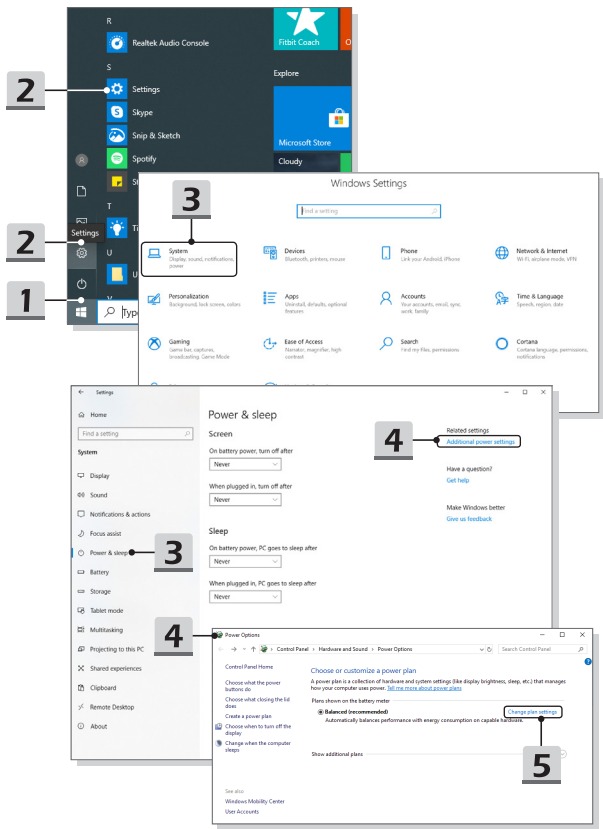 R
Realtek Audio Console
S
2
Settings
Skype
Snip & Sketch
Spotify
St
T
Settings
2
Ti
U
U
1
V
Type
Fitbit Coach
O
Explore
Microsoft Store
Cloudy
Windows Settings
3
Find a setting
System
Display, sound, notifications,
power
Devices
Bluetooth, printers, mouse
Phone
Link your Android, iPhone
Network & Internet
Wi-Fi, airplane mode, VPN
Personalization
Background, lock screen, colors
Apps
Uninstall, defaults, optional
features
Accounts
Your accounts, email, sync,
work, family
Time & Language
Speech, region, date
Gaming
Game bar, captures,
broadcasting, Game Mode
Ease of Access
Narrator, magnifier, high
contrast
Search
Find my files, permissions
Cortana
Cortana language, permissions,
notifications
Settings
Home
Find a setting
System
Display
Sound
Notifications & actions
Focus assist
Power & sleep
3
Battery
Storage
Tablet mode
Multitasking
Projecting to this PC
Shared experiences
Clipboard
Remote Desktop
About
Power & sleep
Screen
On battery power, turn off after
Never
When plugged in, turn off after
Never
Sleep
On battery power, PC goes to sleep after
Never
When plugged in, PC goes to sleep after
Never
4
Related settings
Additional power settings
Have a question?
Get help
Make Windows better
Give us feedback
4
Power Options
Control Panel > Hardware and Sound > Power Options
Search Control Panel
Control Panel Home
Choose what the power
buttons do
Choose what closing the lid
does
Create a power plan
Choose when to turn off the
display
Change when the computer
sleeps
See also
Windows Mobility Center
User Accounts
Choose or customize a power plan
A power plan is a collection of hardware and system settings (like display brightness, sleep, etc.) that manages
how your computer uses power. Tell me more about power plans
Plans shown on the battery meter
Balanced (recommended)
Change plan settings
Automatically balances performance with energy consumption on capable hardware.
Show additional plans
5